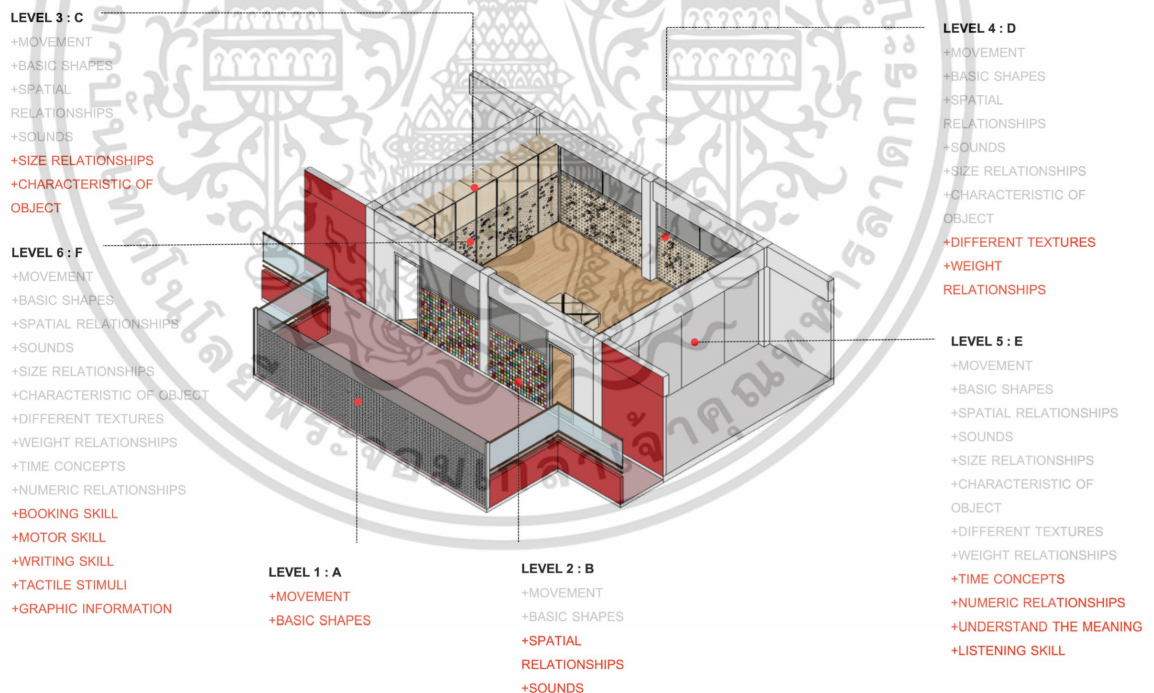 LEVEL 3 : C
+MOVEMENT
+BASIC SHAPES
+SPATIAL
RELATIONSHIPS
+SOUNDS
+SIZE RELATIONSHIPS
+CHARACTERISTIC OF
OBJECT
LEVEL 6 : F
+MOVEMENT
+BASIC SHAPES
+SPATIAL RELATIONSHIPS
+SOUNDS
+SIZE RELATIONSHIPS
+CHARACTERISTIC OF OBJECT
+DIFFERENT TEXTURES
+WEIGHT RELATIONSHIPS
+TIME CONCEPTS
+NUMERIC RELATIONSHIPS
+BOOKING SKILL
+MOTOR SKILL
+WRITING SKILL
+TACTILE STIMULI
+GRAPHIC INFORMATION
LEVEL 1 : A
+MOVEMENT
+BASIC SHAPES
LEVEL 2 : B
+MOVEMENT
+BASIC SHAPES
+SPATIAL
RELATIONSHIPS
+SOUNDS
LEVEL 4 : D
+MOVEMENT
+BASIC SHAPES
+SPATIAL
RELATIONSHIPS
+SOUNDS
+SIZE RELATIONSHIPS
+CHARACTERISTIC OF
OBJECT
+DIFFERENT TEXTURES
+WEIGHT
RELATIONSHIPS
LEVEL 5 : E
+MOVEMENT
+BASIC SHAPES
+SPATIAL RELATIONSHIPS
+SOUNDS
+SIZE RELATIONSHIPS
+CHARACTERISTIC OF
OBJECT
+DIFFERENT TEXTURES
+WEIGHT RELATIONSHIPS
+TIME CONCEPTS
+NUMERIC RELATIONSHIPS
+UNDERSTAND THE MEANING
+LISTENING SKILL